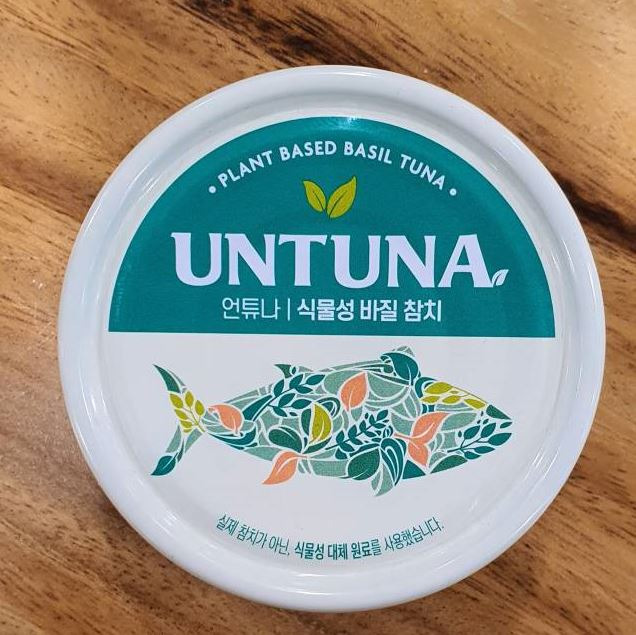 • PLANT BASED BASIL TUNA •
UNTUNA
언튜나 | 식물성 바질 참치
실제 참치가 아닌, 식물성 대체 원료를 사용했습니다.